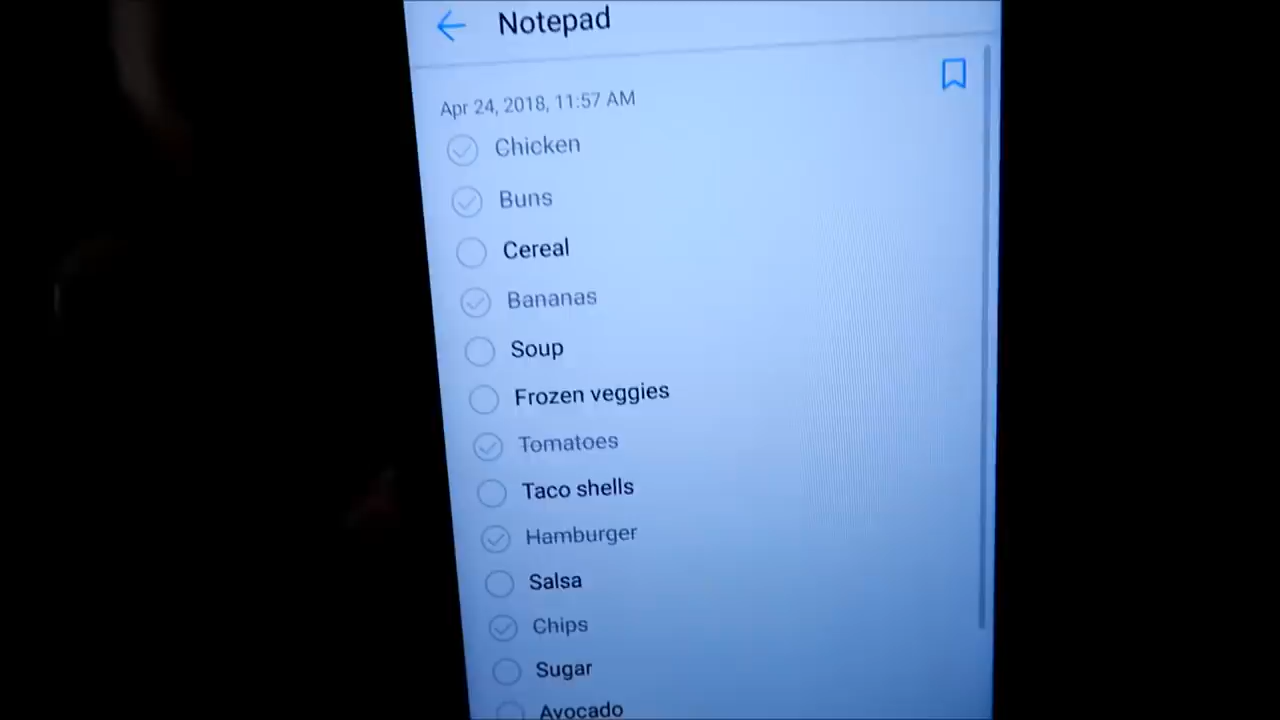 Notepad
Apr 24, 2018, 11:57 AM
Chicken
Buns
Cereal
Bananas
Soup
Frozen veggies
Tomatoes
Taco shells
Hamburger
Salsa
Chips
Sugar
Avocado